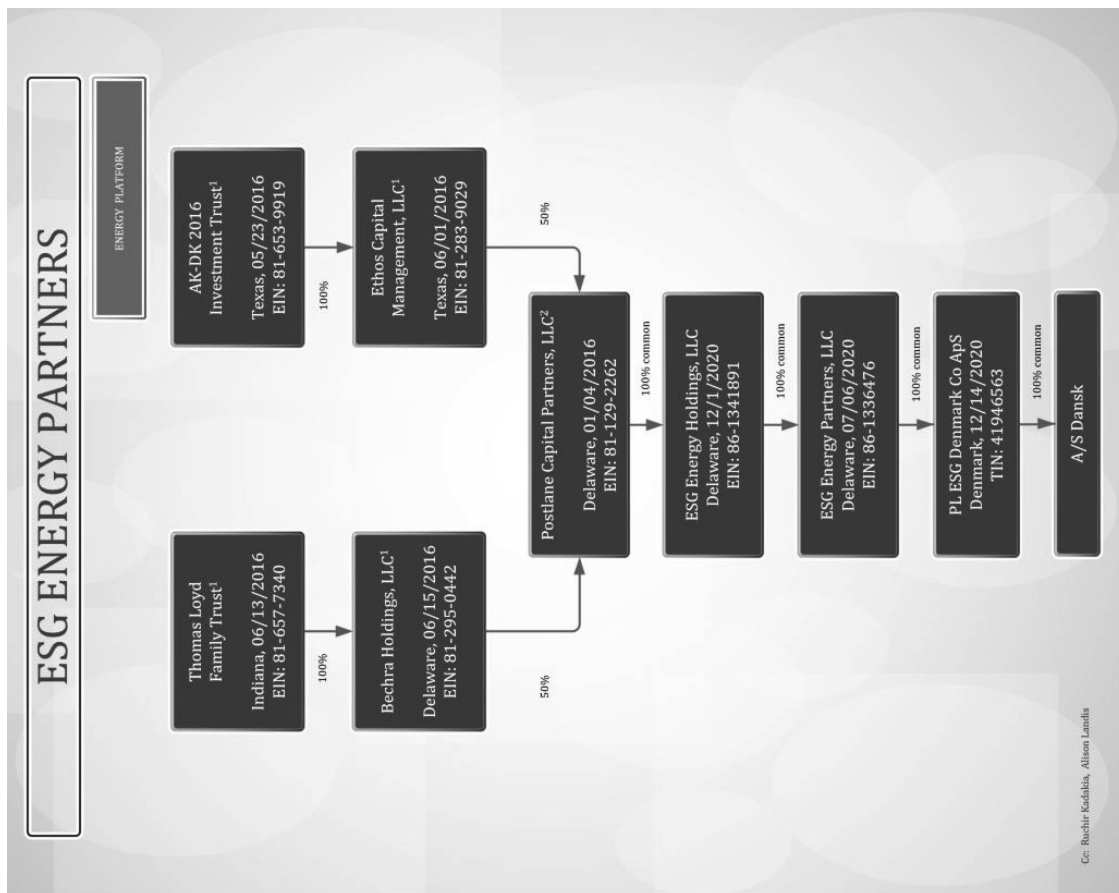 ESG ENERGY PARTNERS
ENERGY PLATFORM
Thomas Loyd
Family Trust¹
Indiana, 06/13/2016
EIN: 81-657-7340
AK-DK 2016
Investment Trust¹
Texas, 05/23/2016
EIN: 81-653-9919
100%
100%
Bechra Holdings, LLC¹
Delaware, 06/15/2016
EIN: 81-295-0442
Ethos Capital
Management, LLC¹
Texas, 06/01/2016
EIN: 81-283-9029
50%
50%
Postlane Capital Partners, LLC²
Delaware, 01/04/2016
EIN: 81-129-2262
100% common
ESG Energy Holdings, LLC
Delaware, 12/1/2020
EIN: 86-1341891
100% common
ESG Energy Partners, LLC
Delaware, 07/06/2020
EIN: 86-1336476
100% common
PL ESG Denmark Co ApS
Denmark, 12/14/2020
TIN: 41946563
100% common
A/S Dansk
Cc: Ruchir Kadakia, Alison Landis